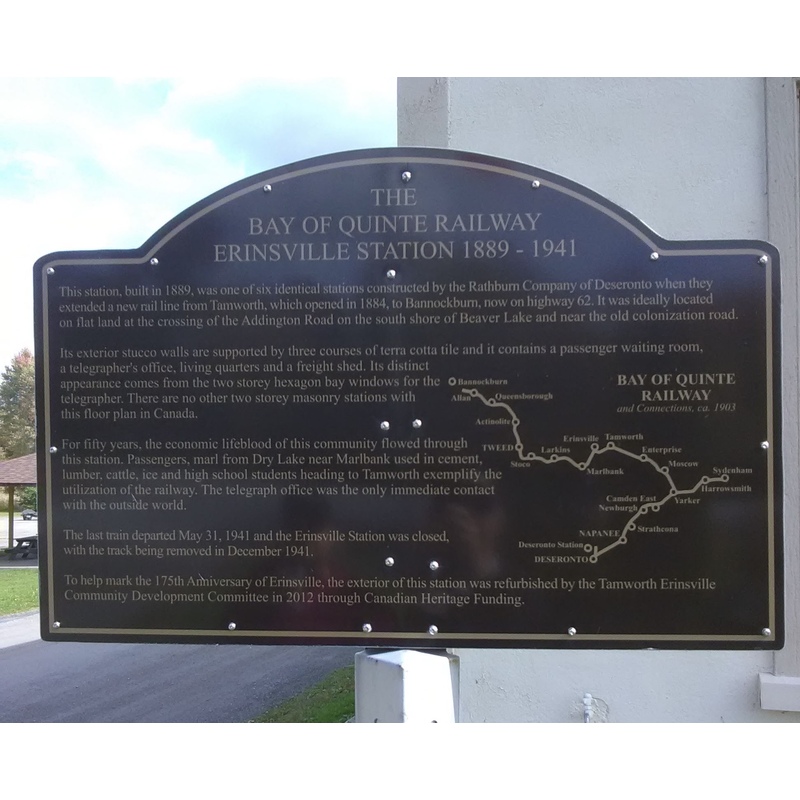 THE
BAY OF QUINTE RAILWAY
ERINSVILLE STATION 1889 - 1941
This station, built in 1889, was one of six identical stations constructed by the Rathburn Company of Deseronto when they
extended a new rail line from Tamworth, which opened in 1884, to Bannockburn, now on highway 62. It was ideally located
on flat land at the crossing of the Addington Road on the south shore of Beaver Lake and near the old colonization road.
Its exterior stucco walls are supported by three courses of terra cotta tile and it contains a passenger waiting room,
a telegrapher's office, living quarters and a freight shed. Its distinct
appearance comes from the two storey hexagon bay windows for the
telegrapher. There are no other two storey masonry stations with
this floor plan in Canada.
For fifty years, the economic lifeblood of this community flowed through
this station. Passengers, marl from Dry Lake near Marlbank used in cement,
lumber, cattle, ice and high school students heading to Tamworth exemplify the
utilization of the railway. The telegraph office was the only immediate contact
with the outside world.
The last train departed May 31, 1941 and the Erinsville Station was closed,
with the track being removed in December 1941.
To help mark the 175th Anniversary of Erinsville, the exterior of this station was refurbished by the Tamworth Erinsville
Community Development Committee in 2012 through Canadian Heritage Funding.
BAY OF QUINTE
RAILWAY
and Connections, ca. 1903
Bannockburn
Allan
Queensborough
Actinolite
TWEED
Stoco
Larkins
Erinsville
Tamworth
Marlbank
Enterprise
Moscow
Sydenham
Harrowsmith
Yarker
Camden East
Newburgh
Strathcona
NAPANEE
Deseronto Station
DESERONTO